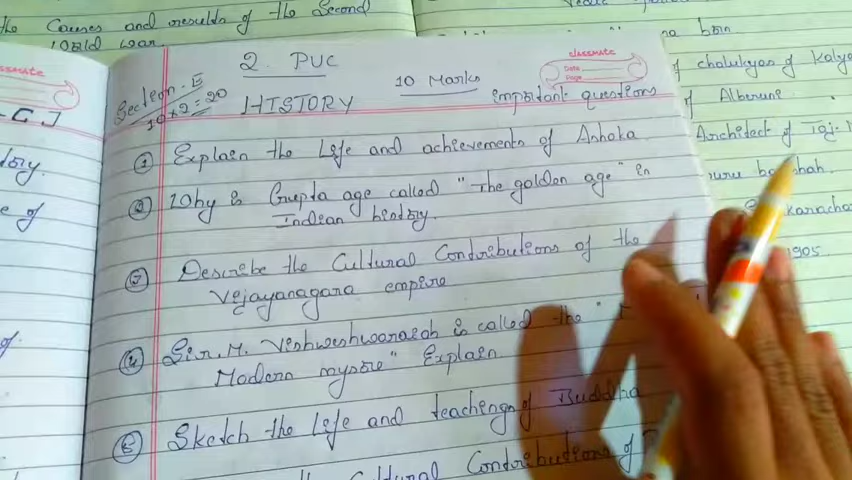 the Causes and results of the Second
World war.
classmate
2. PUC
10 Marks
classmate
Date
Page
Section-E
10×2=20
HISTORY
important questions
① Explain the Life and achievements of Ashoka
② Why is Gupta age called "The golden age" in
Indian history.
③ Describe the Cultural Contributions of the
Vijayanagara empire
④ Sir. M. Vishweshwaraiah is called the "
Modern mysore" Explain
⑤ Sketch the Life and teachings of Buddha
Cultural Contributions of
born
of chalukyas of Kalya
of Alberuni.
Architect of Taj.
1905